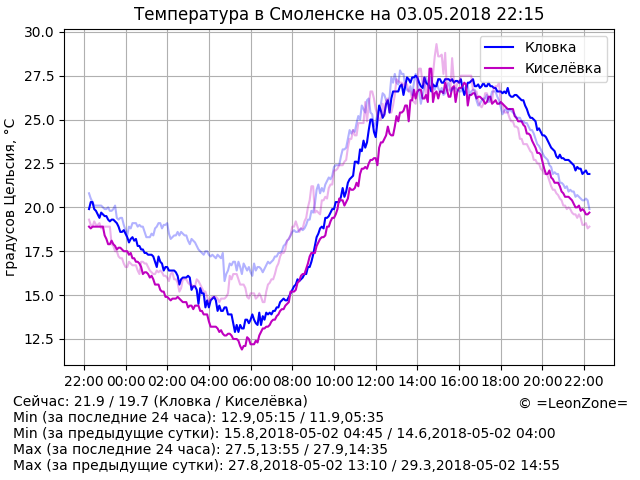 Температура в Смоленске на 03.05.2018 22:15
градусов Цельсия, °C
30.0
27.5
25.0
22.5
20.0
17.5
15.0
12.5
Кловка
Киселёвка
22:00 00:00 02:00 04:00 06:00 08:00 10:00 12:00 14:00 16:00 18:00 20:00 22:00
Сейчас: 21.9 / 19.7 (Кловка / Киселёвка)
© =LeonZone=
Min (за последние 24 часа): 12.9,05:15 / 11.9,05:35
Min (за предыдущие сутки): 15.8,2018-05-02 04:45 / 14.6,2018-05-02 04:00
Max (за последние 24 часа): 27.5,13:55 / 27.9,14:35
Max (за предыдущие сутки): 27.8,2018-05-02 13:10 / 29.3,2018-05-02 14:55